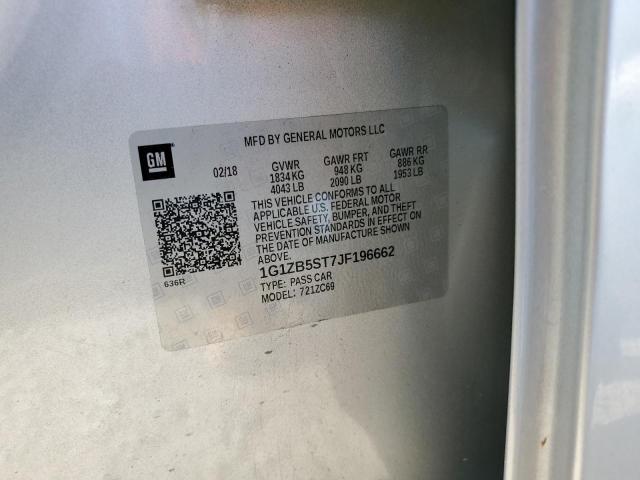 MFD BY GENERAL MOTORS LLC
GM
02/18 GVWR GAWR FRT GAWR RR
1834 KG 948 KG 886 KG
4043 LB 2090 LB 1953 LB
THIS VEHICLE CONFORMS TO ALL
APPLICABLE U.S. FEDERAL MOTOR
VEHICLE SAFETY, BUMPER, AND THEFT
PREVENTION STANDARDS IN EFFECT ON
THE DATE OF MANUFACTURE SHOWN
ABOVE.
636R
1G1ZB5ST7JF196662
TYPE: PASS CAR
MODEL: 721ZC69